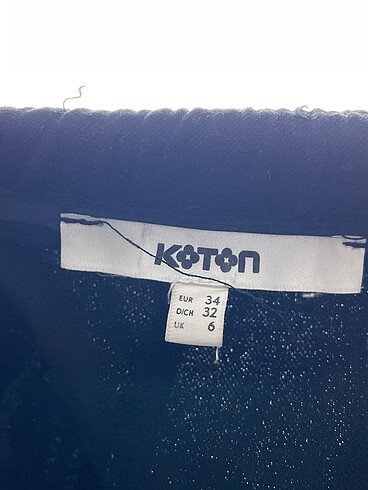 KOTON
EUR 34
D/CH 32
UK 6